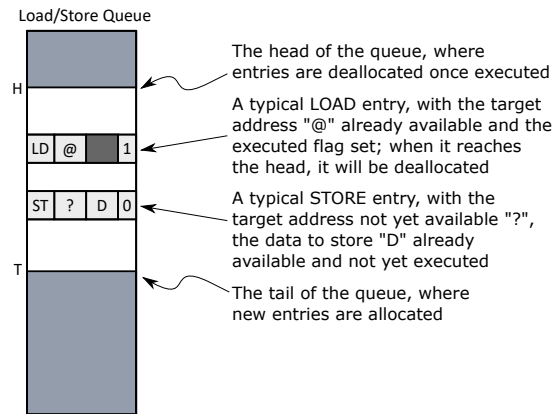 Load/Store Queue
The head of the queue, where
entries are deallocated once executed
H
A typical LOAD entry, with the target
address "@" already available and the
executed flag set; when it reaches
the head, it will be deallocated
LD @ 1
A typical STORE entry, with the
target address not yet available "?",
the data to store "D" already
available and not yet executed
ST ? D 0
T
The tail of the queue, where
new entries are allocated